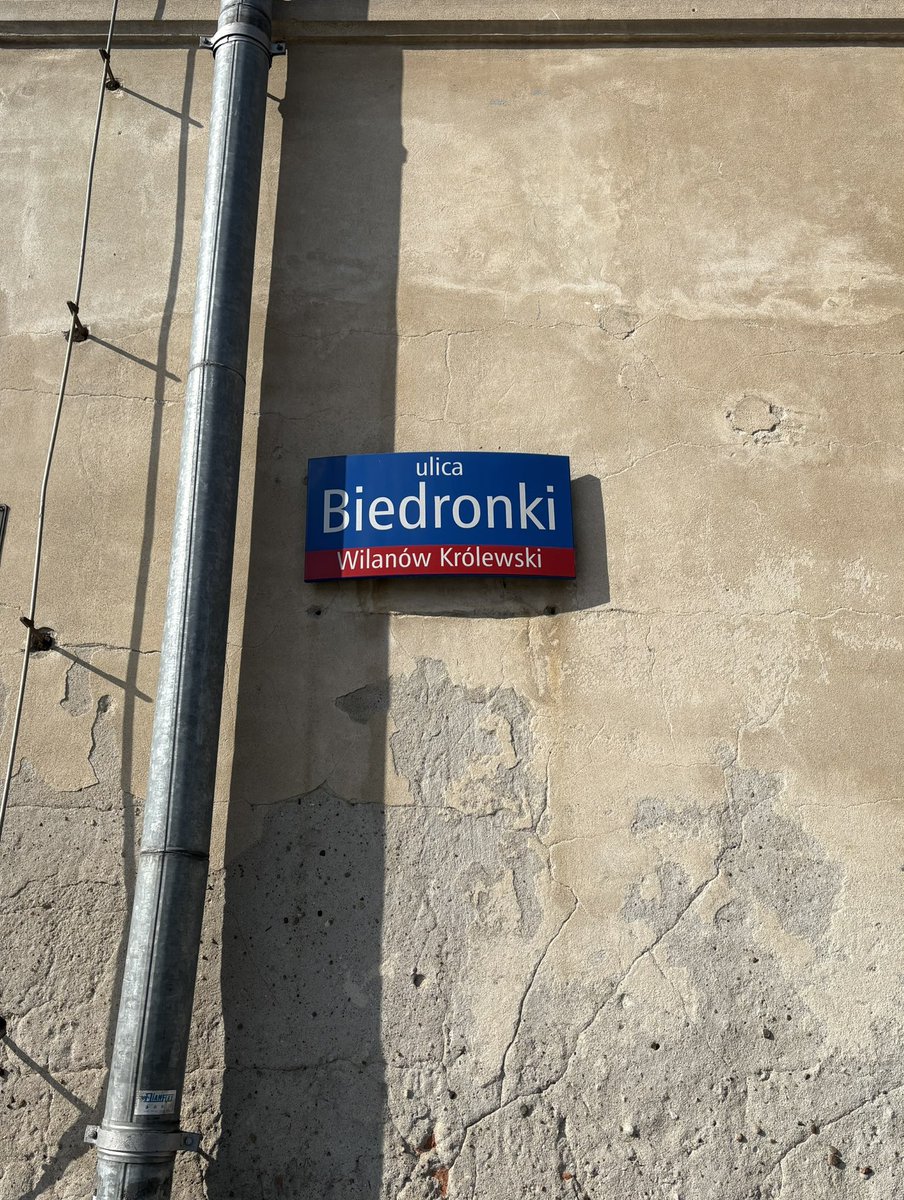 ulica
Biedronki
Wilanów Królewski